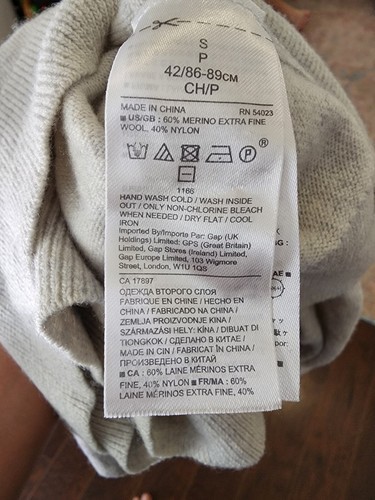 S
P
42/86-89см
CH/P
MADE IN CHINA RN 54023
■ US/GB : 60% MERINO EXTRA FINE
WOOL, 40% NYLON
P ®
1166
HAND WASH COLD / WASH INSIDE
OUT / ONLY NON-CHLORINE BLEACH
WHEN NEEDED / DRY FLAT / COOL
IRON
Imported By/Importa Par: Gap (UK
Holdings) Limited: GPS (Great Britain)
Limited, Gap Stores (Ireland) Limited,
Gap Europe Limited, 103 Wigmore
Street, London, W1U 1QS
CA 17897
ОДЕЖДА ВТОРОГО СЛОЯ
FABRIQUE EN CHINE / HECHO EN
CHINA / FABRICADO NA CHINA /
ZEMLJA PROIZVODNJE KINA /
SZÁRMAZÁSI HELY: KÍNA / DIBUAT DI
TIONGKOK / СДЕЛАНО В КИТАЕ /
MADE IN CIN / FABRICAT ÎN CHINA /
ПРОИЗВЕДЕНО В КИТАЙ
■ CA : 60% LAINE MÉRINOS EXTRA
FINE, 40% NYLON ■ FR/MA : 60%
LAINE MÉRINOS EXTRA FINE, 40%